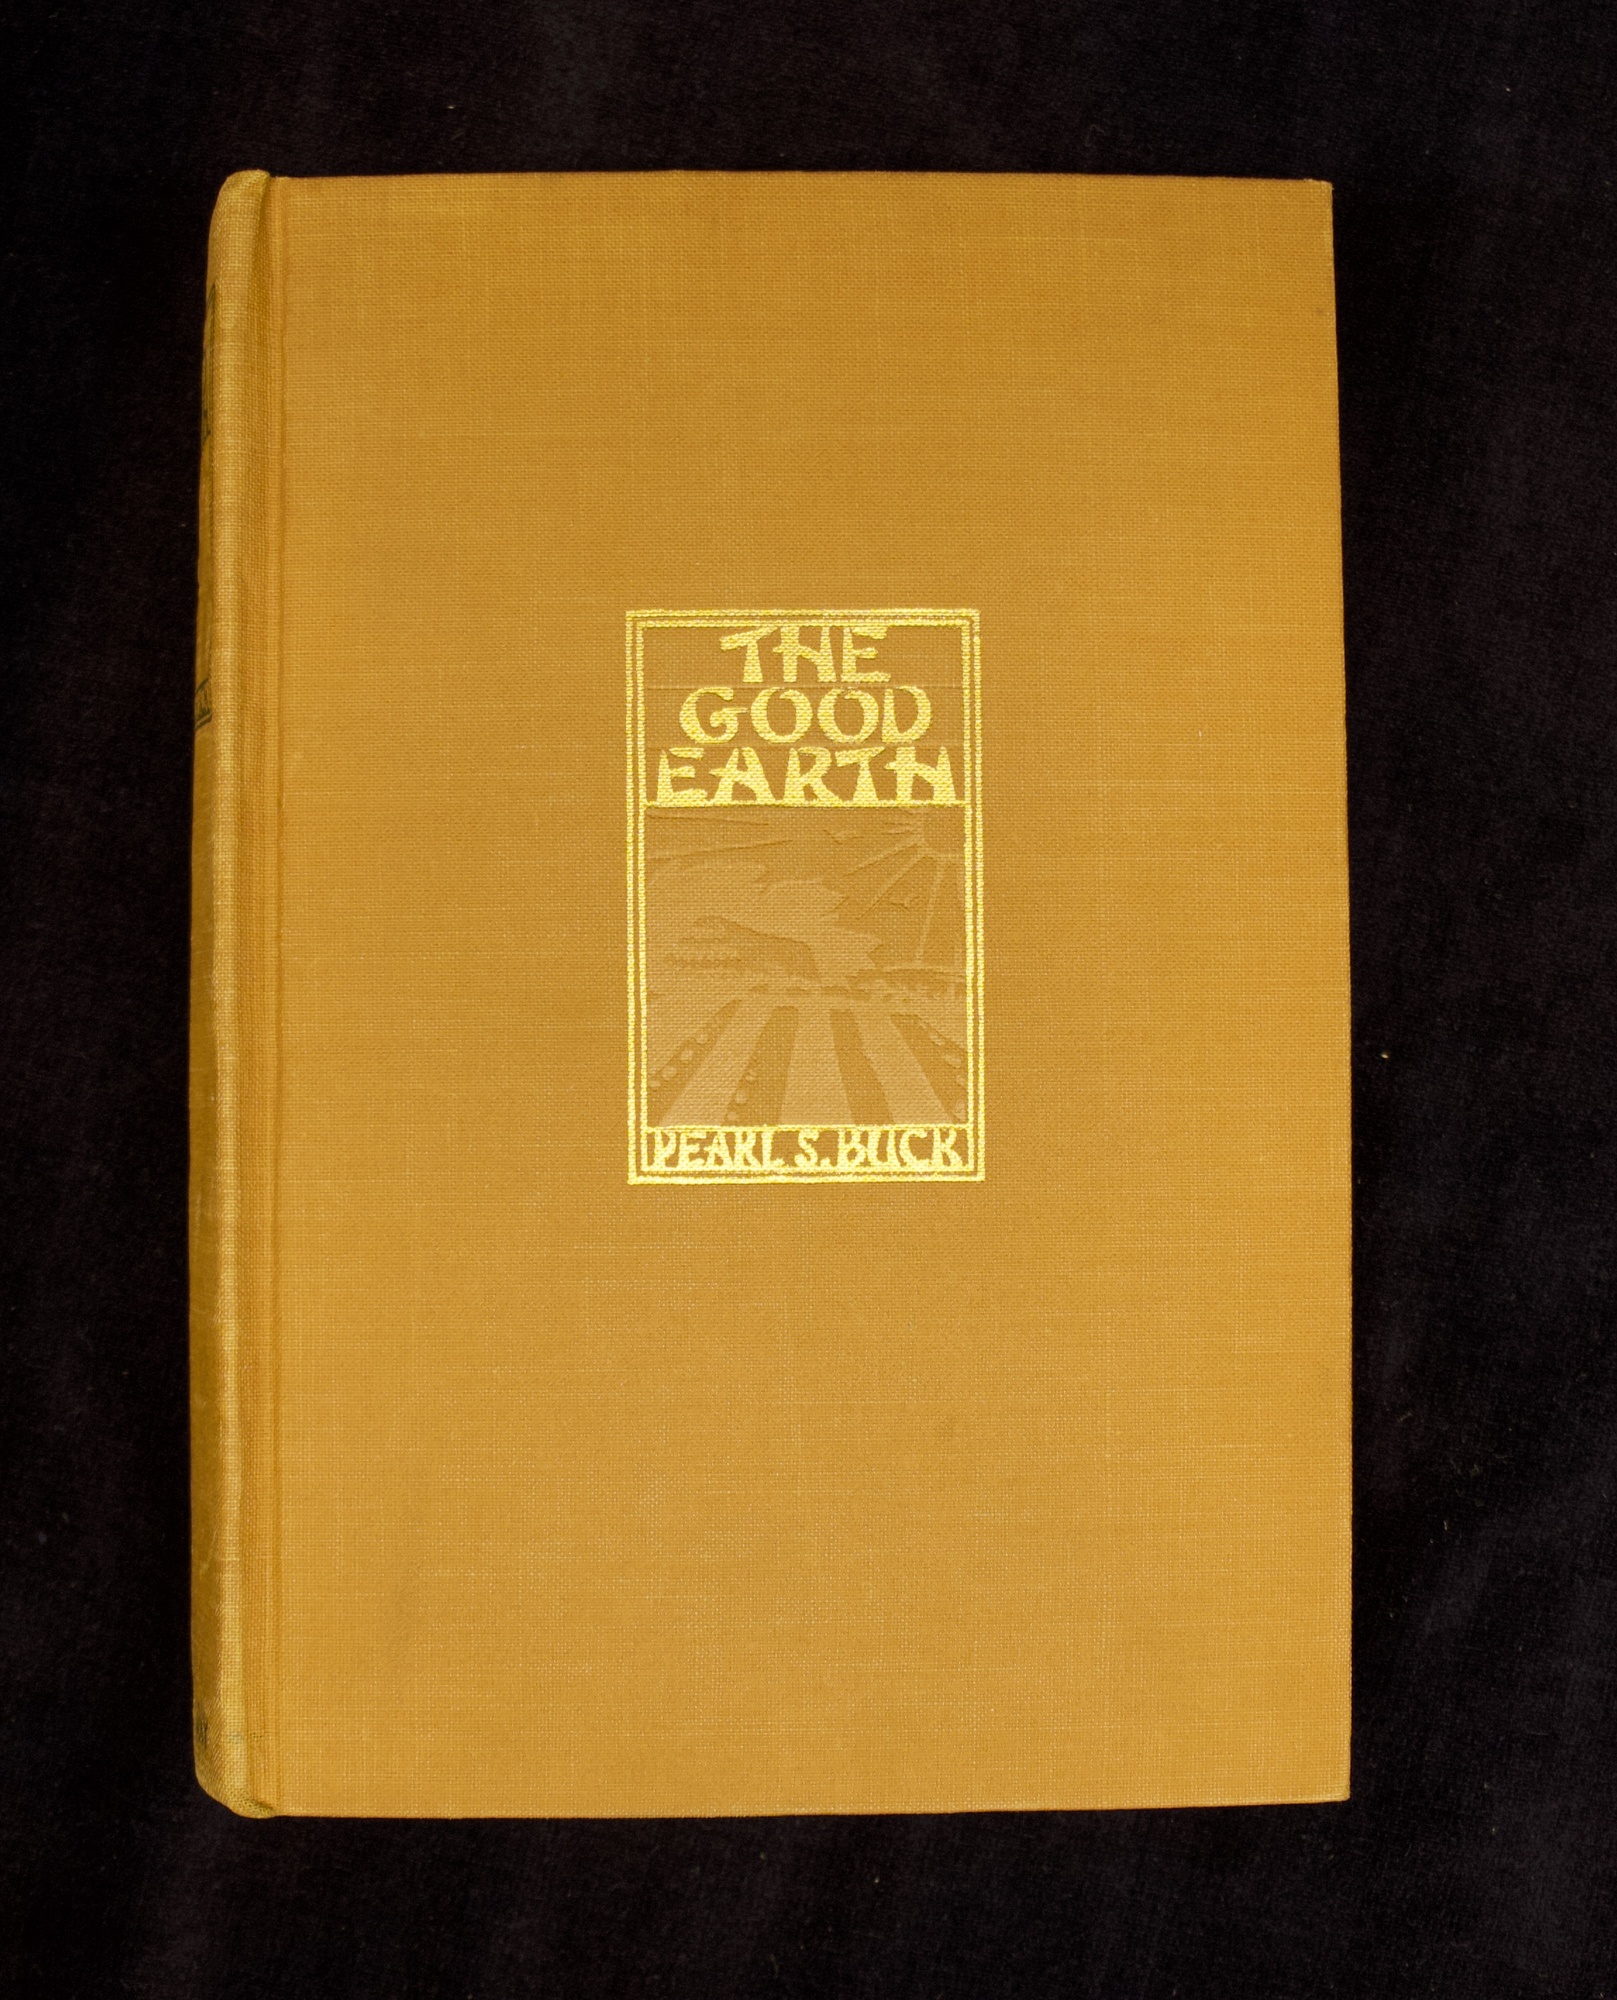 THE
GOOD
EARTH
PEARL S. BUCK